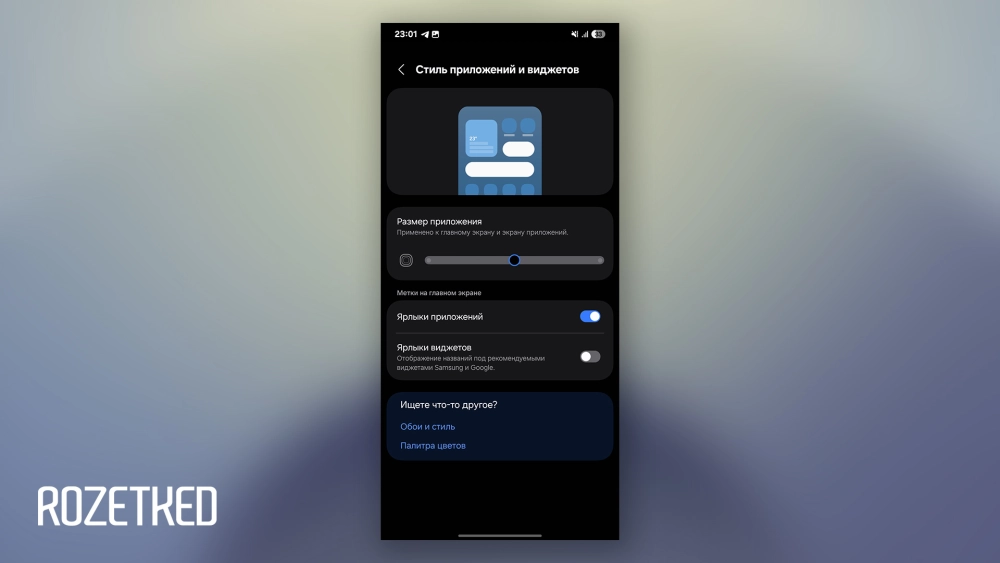 23:01
Стиль приложений и виджетов
Размер приложения
Применено к главному экрану и экрану приложений.
Метки на главном экране
Ярлыки приложений
Ярлыки виджетов
Отображение названий под рекомендуемыми
виджетами Samsung и Google.
Ищете что-то другое?
Обои и стиль
Палитра цветов
ROZETKED